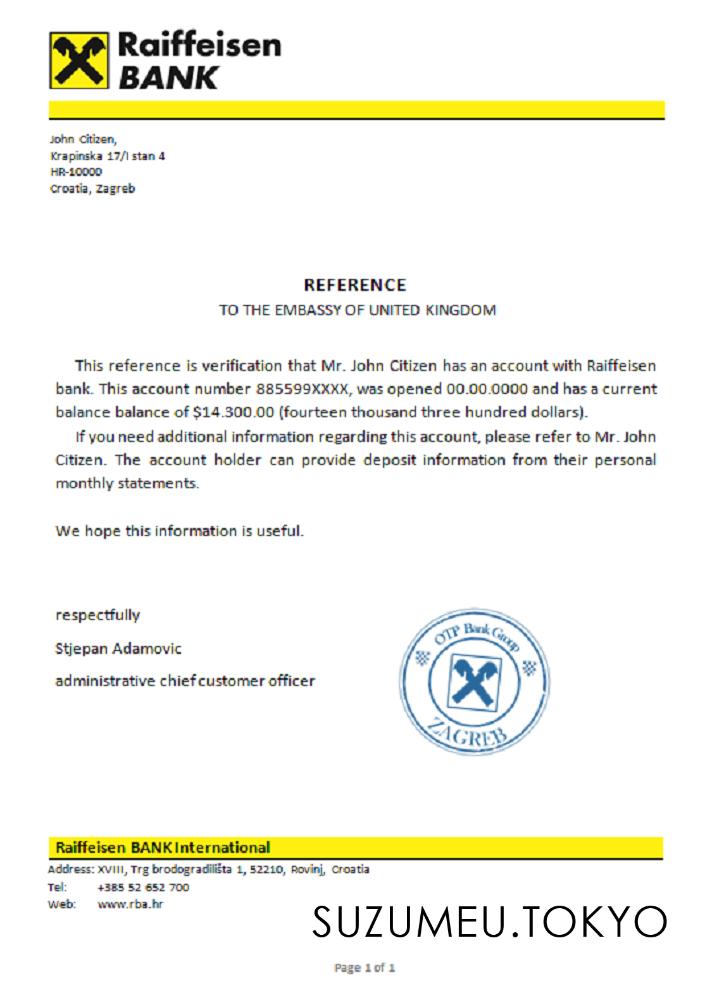 Raiffeisen
BANK
John Citizen,
Krapinska 17/I stan 4
HR-10000
Croatia, Zagreb
REFERENCE
TO THE EMBASSY OF UNITED KINGDOM
This reference is verification that Mr. John Citizen has an account with Raiffeisen
bank. This account number 885599XXXX, was opened 00.00.0000 and has a current
balance balance of $14.300.00 (fourteen thousand three hundred dollars).
If you need additional information regarding this account, please refer to Mr. John
Citizen. The account holder can provide deposit information from their personal
monthly statements.
We hope this information is useful.
respectfully
Stjepan Adamovic
administrative chief customer officer
OTP Bank Group
ZAGREB
Raiffeisen BANK International
Address: XVIII, Trg brodogradilišta 1, 52210, Rovinj, Croatia
Tel: +385 52 652 700
Web: www.rba.hr
SUZUMEU.TOKYO
Page 1 of 1